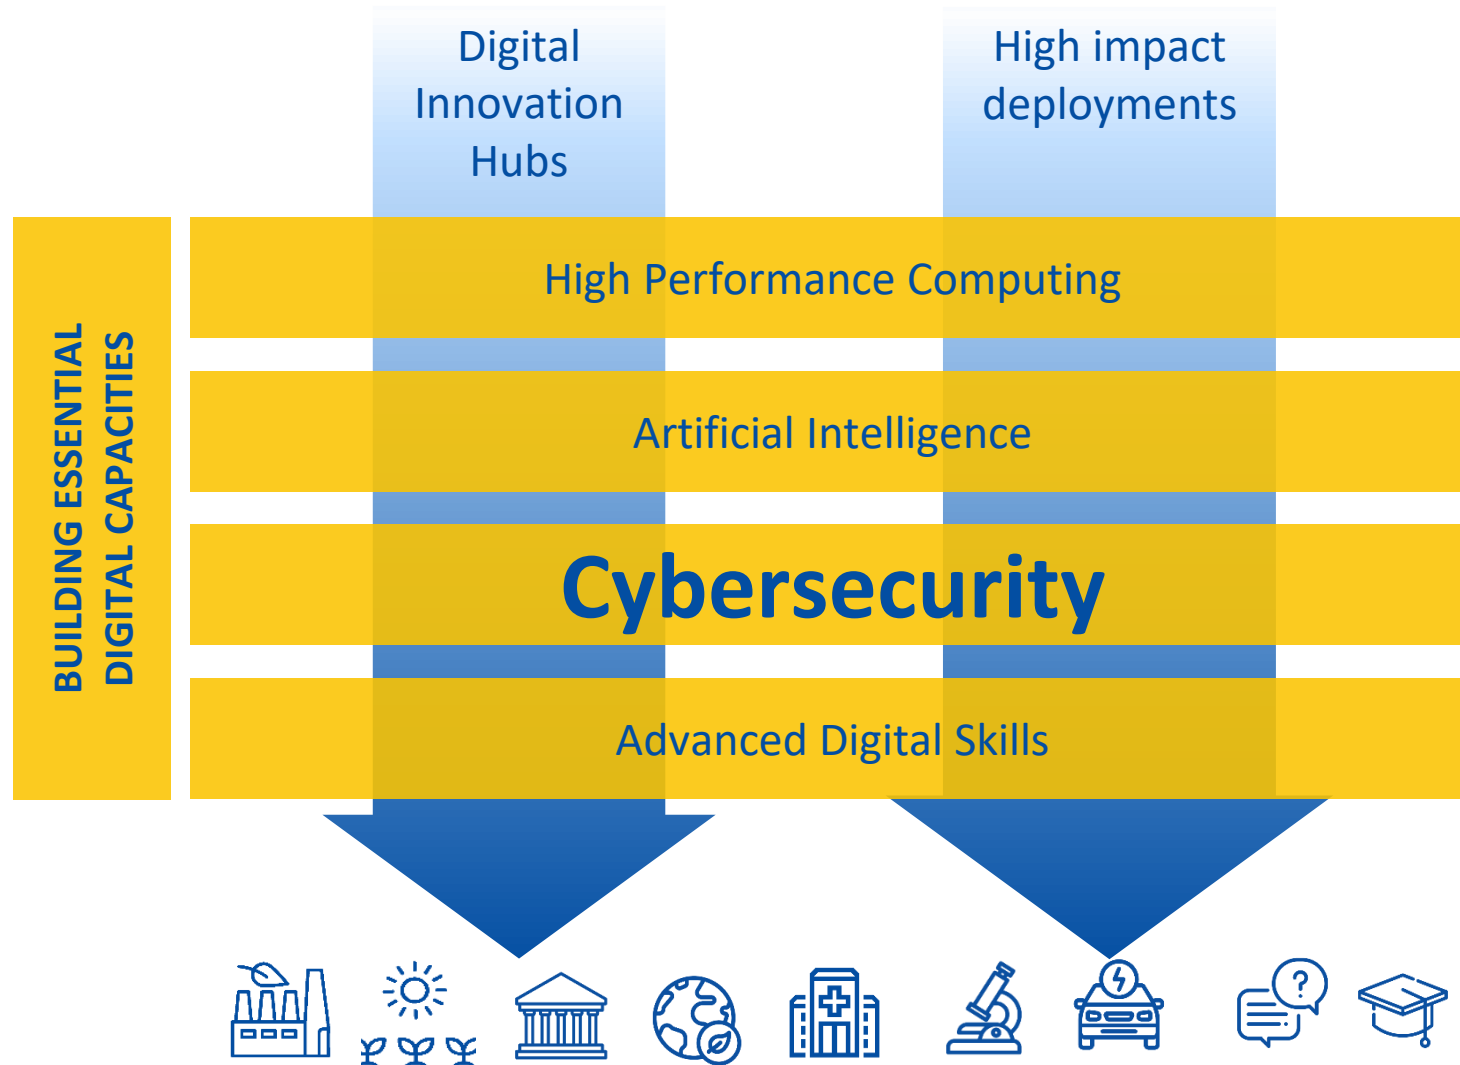 Digital
Innovation
Hubs
High impact
deployments
BUILDING ESSENTIAL
DIGITAL CAPACITIES
High Performance Computing
Artificial Intelligence
Cybersecurity
Advanced Digital Skills
?